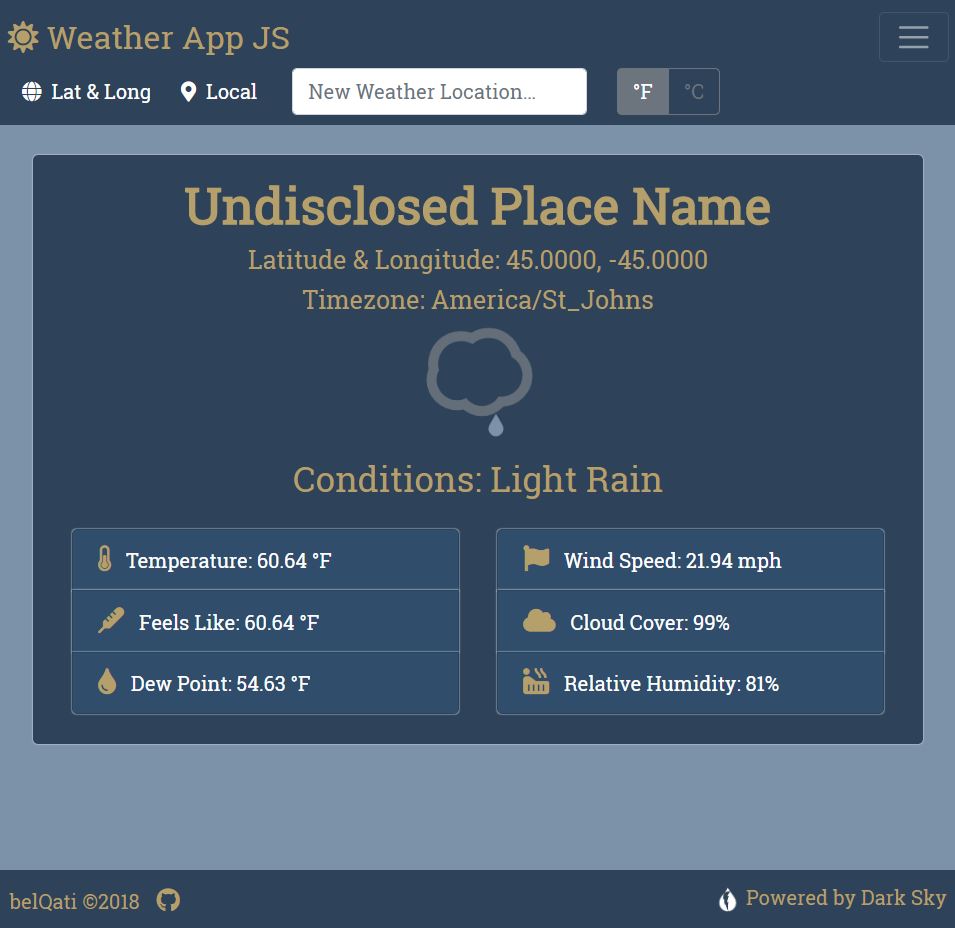 Weather App JS
Lat & Long Local New Weather Location... °F °C
Undisclosed Place Name
Latitude & Longitude: 45.0000, -45.0000
Timezone: America/St_Johns
Conditions: Light Rain
Temperature: 60.64 °F
Feels Like: 60.64 °F
Dew Point: 54.63 °F
Wind Speed: 21.94 mph
Cloud Cover: 99%
Relative Humidity: 81%
belQati ©2018
Powered by Dark Sky